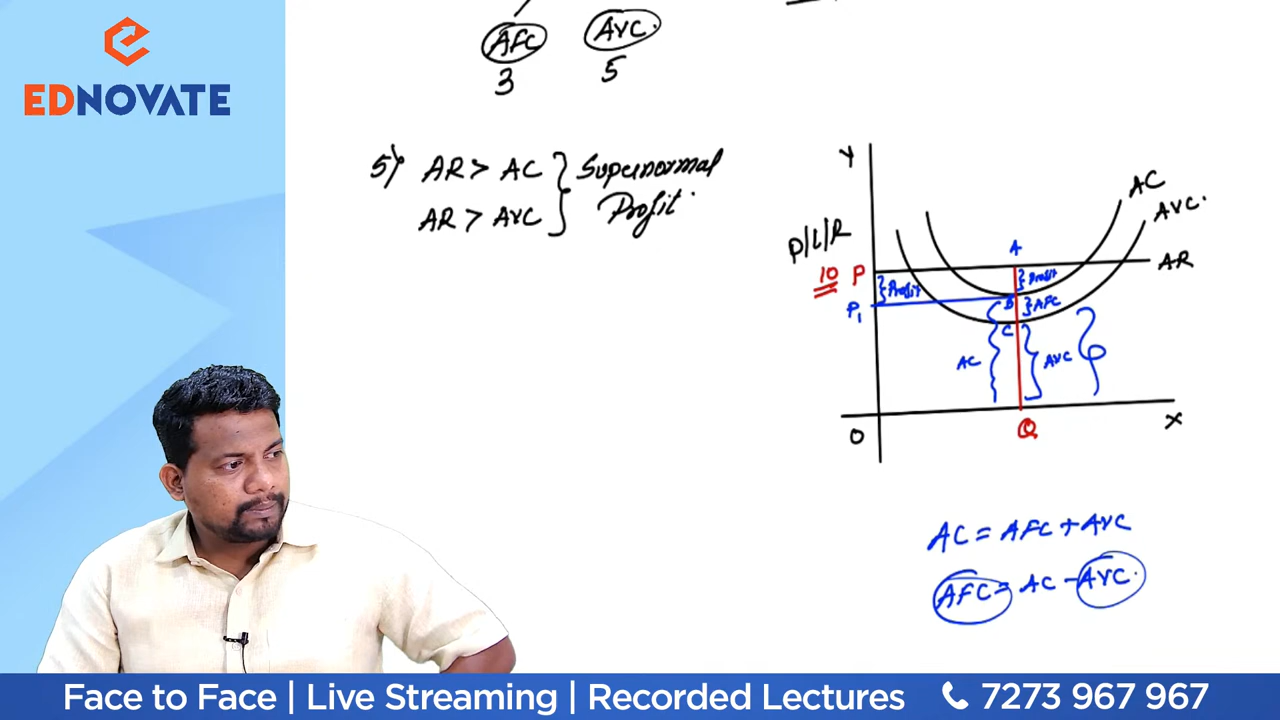 EDNOVATE
AFC AVC.
3 5
5) AR > AC } Supernormal
AR > AVC } Profit
Y
P/L/R
10 P
P1
} Profit
A
} Profit
B
} AFC
C
AC
AVC
AC
AVC.
AR
O
Q
X
AC = AFC + AVC
AFC = AC - AVC.
Face to Face | Live Streaming | Recorded Lectures 7273 967 967